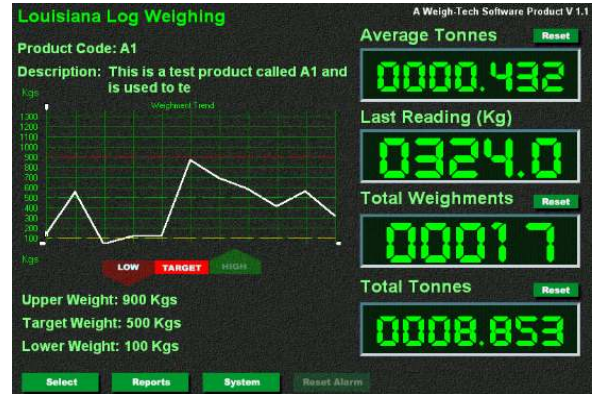 Louisiana Log Weighing
A Weigh-Tech Software Product V 1.1
Product Code: A1
Description: This is a test product called A1 and
is used to te
Kgs
Weighment Trend
1300
1200
1100
1000
900
800
700
600
500
400
300
200
100
Kgs
LOW TARGET HIGH
Upper Weight: 900 Kgs
Target Weight: 500 Kgs
Lower Weight: 100 Kgs
Average Tonnes Reset
0000.432
Last Reading (Kg)
0324.0
Total Weighments Reset
00017
Total Tonnes Reset
0008.853
Select Reports System Reset Alarm